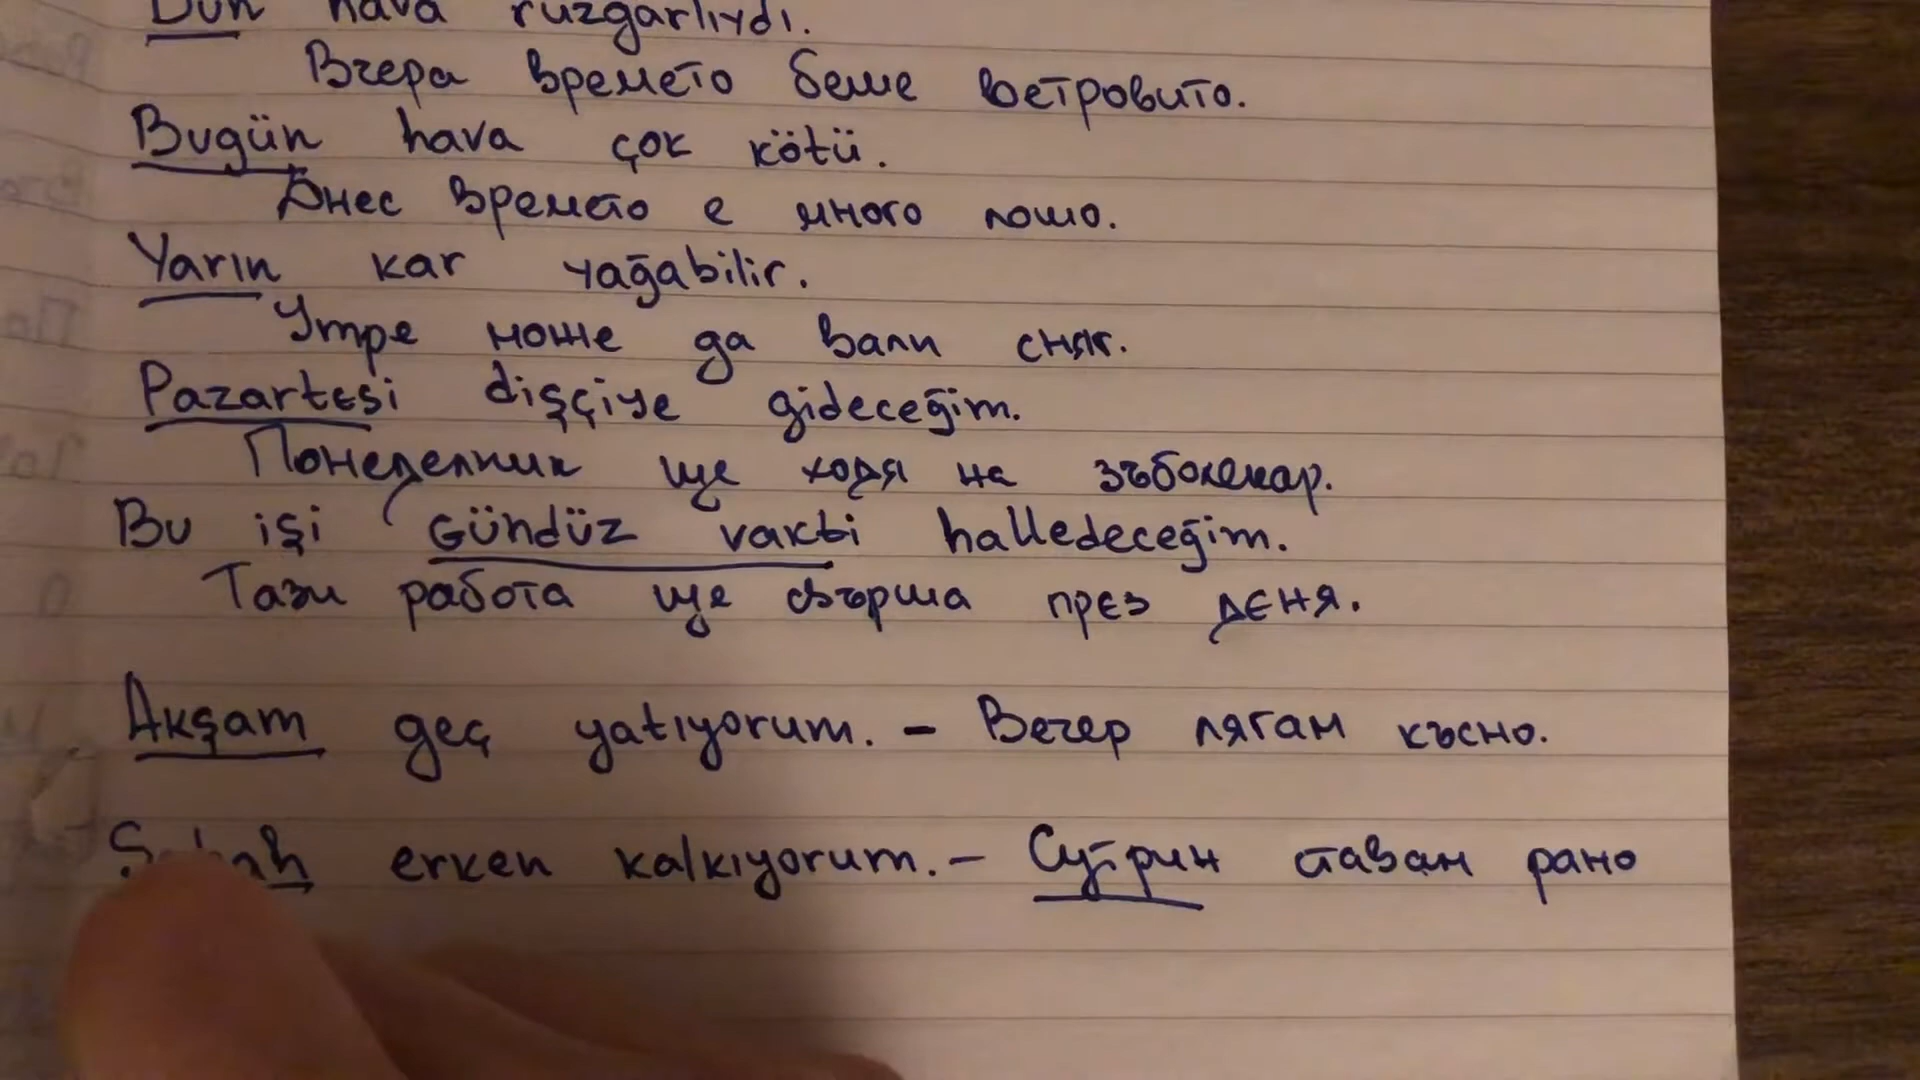 Dün hava ruzgarlıydı.
Вчера времето беше ветровито.
Bugün hava çok kötü.
Днес времето е много лошо.
Yarın kar yağabilir.
Утре може да вали сняг.
Pazartesi dişçiye gideceğim.
Понеделник ще ходя на зъболекар.
Bu işi Gündüz vakti halledeceğim.
Тази работа ще свърша през деня.
Akşam geç yatıyorum. - Вечер лягам късно.
erken kalkıyorum. - Сутрин ставам рано